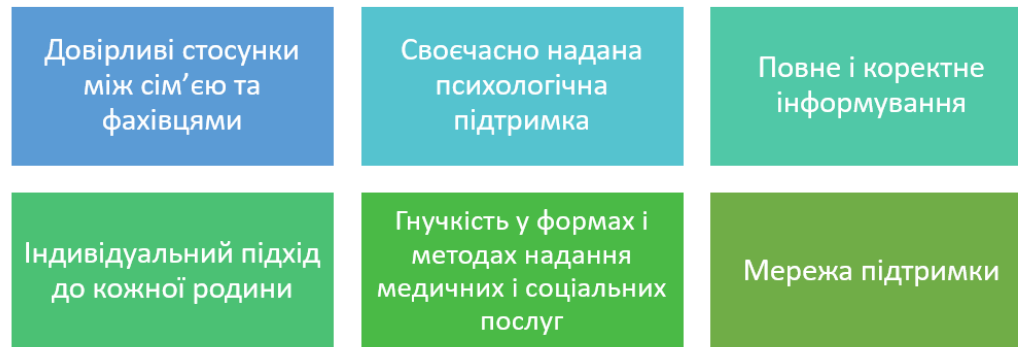 Довірливі стосунки
між сім’єю та
фахівцями
Своєчасно надана
психологічна
підтримка
Повне і коректне
інформування
Індивідуальний підхід
до кожної родини
Гнучкість у формах і
методах надання
медичних і соціальних
послуг
Мережа підтримки